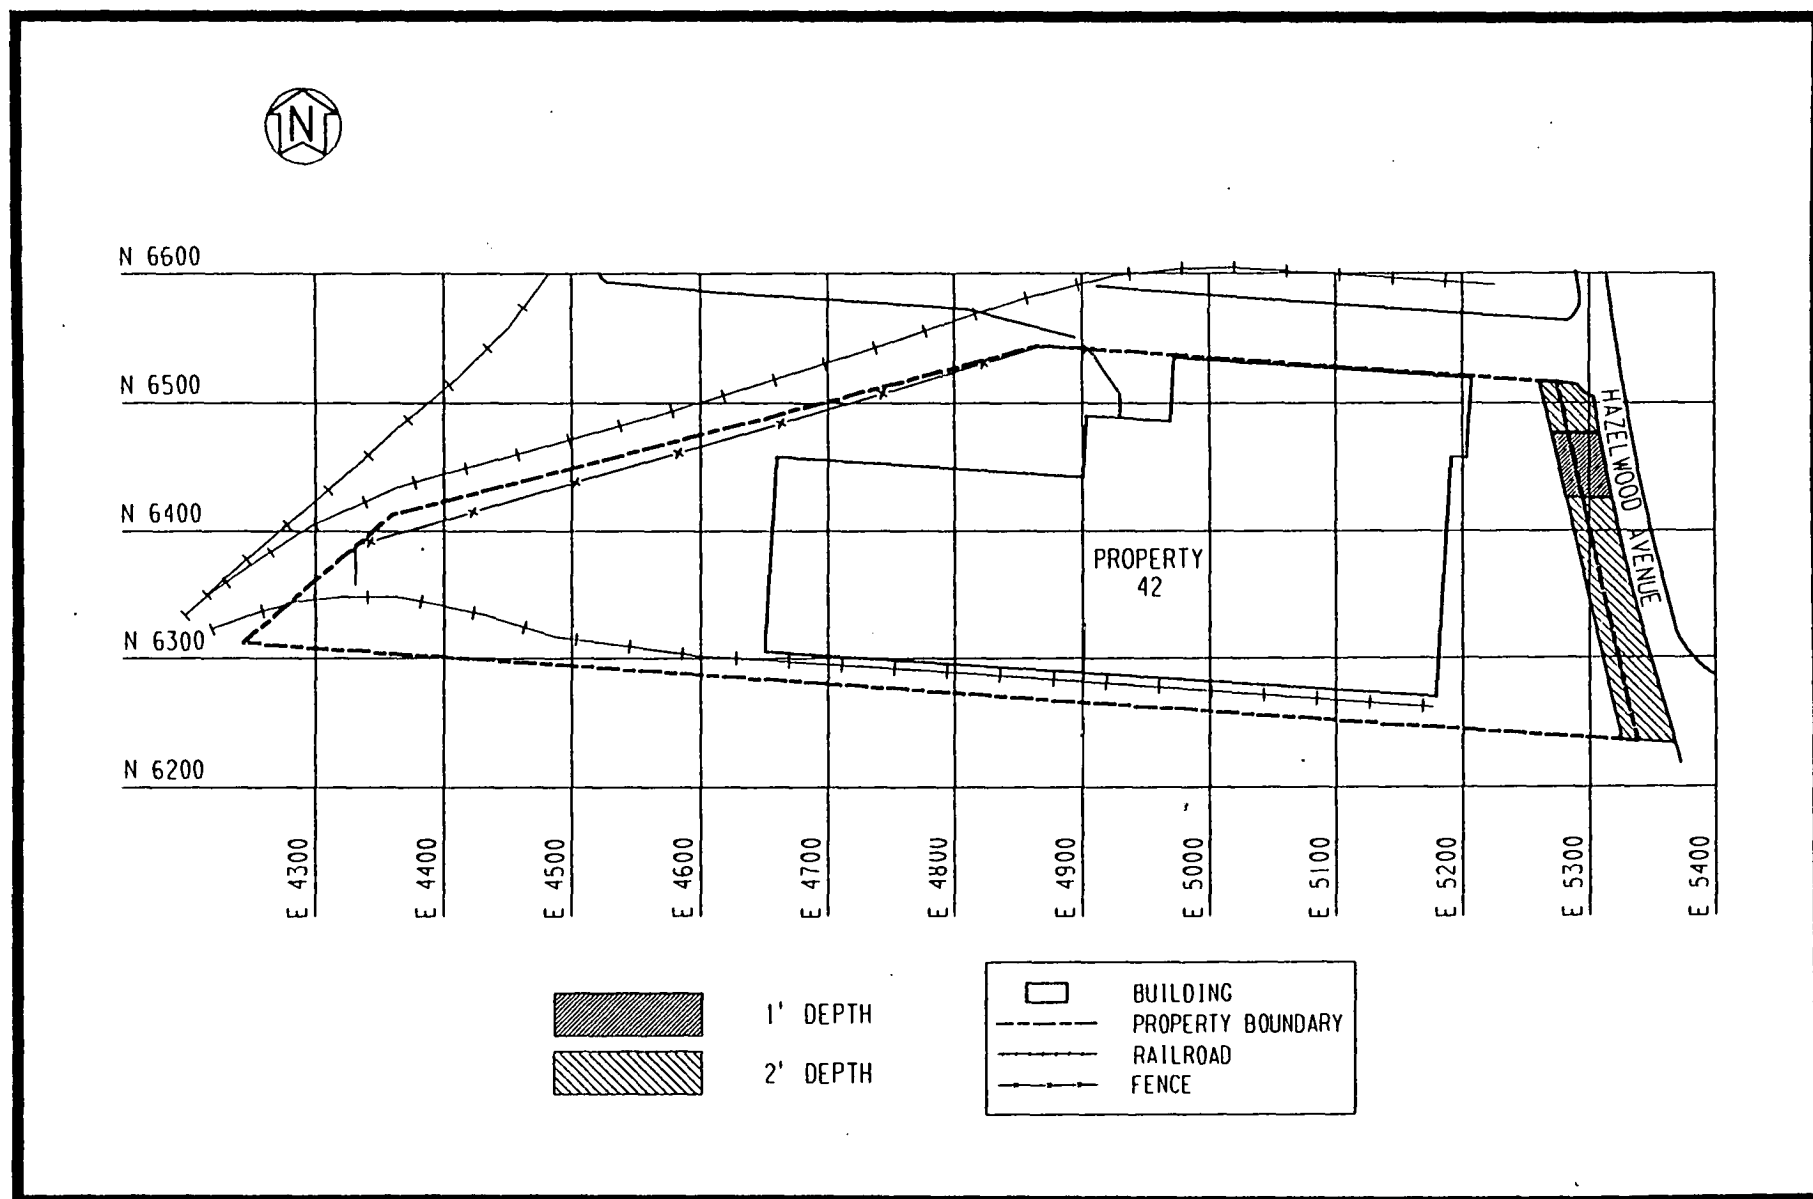 N
N 6600
N 6500
HAZELWOOD AVENUE
N 6400
PROPERTY
42
N 6300
N 6200
E 4300
E 4400
E 4500
E 4600
E 4700
E 4800
E 4900
E 5000
E 5100
E 5200
E 5300
E 5400
1' DEPTH
2' DEPTH
BUILDING
PROPERTY BOUNDARY
RAILROAD
FENCE